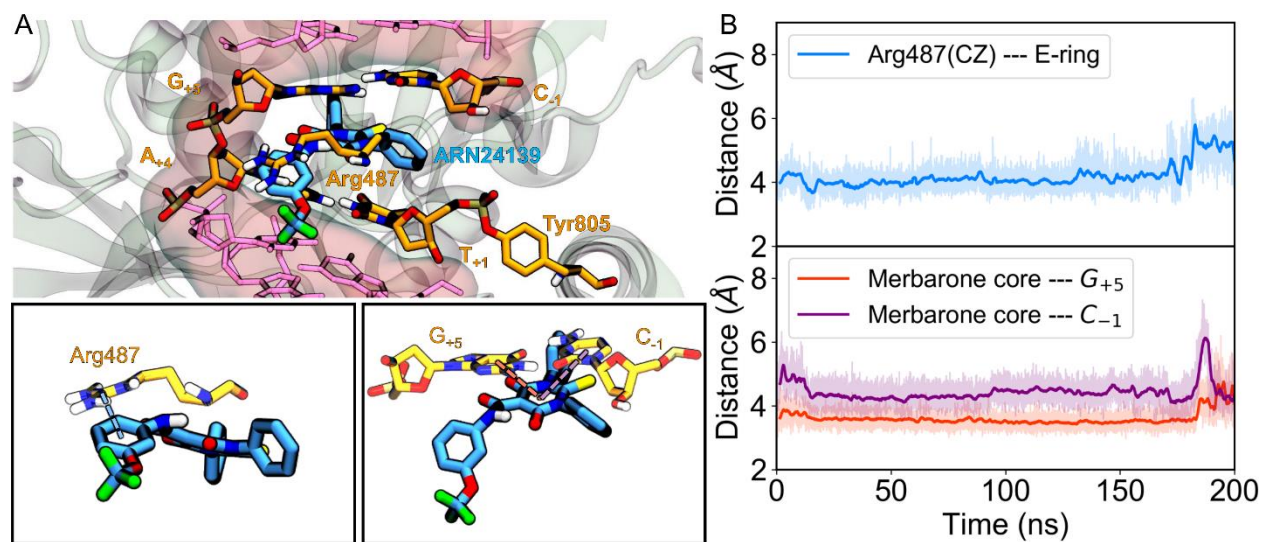 A
G+5
C-1
A+4
ARN24139
Arg487
Tyr805
T+1
Arg487
G+5
C-1
B
Distance (Å)
8
6
4
2
Arg487(CZ) --- E-ring
Distance (Å)
8
6
4
2
Merbarone core --- G+5
Merbarone core --- C−1
0
50
100
150
200
Time (ns)